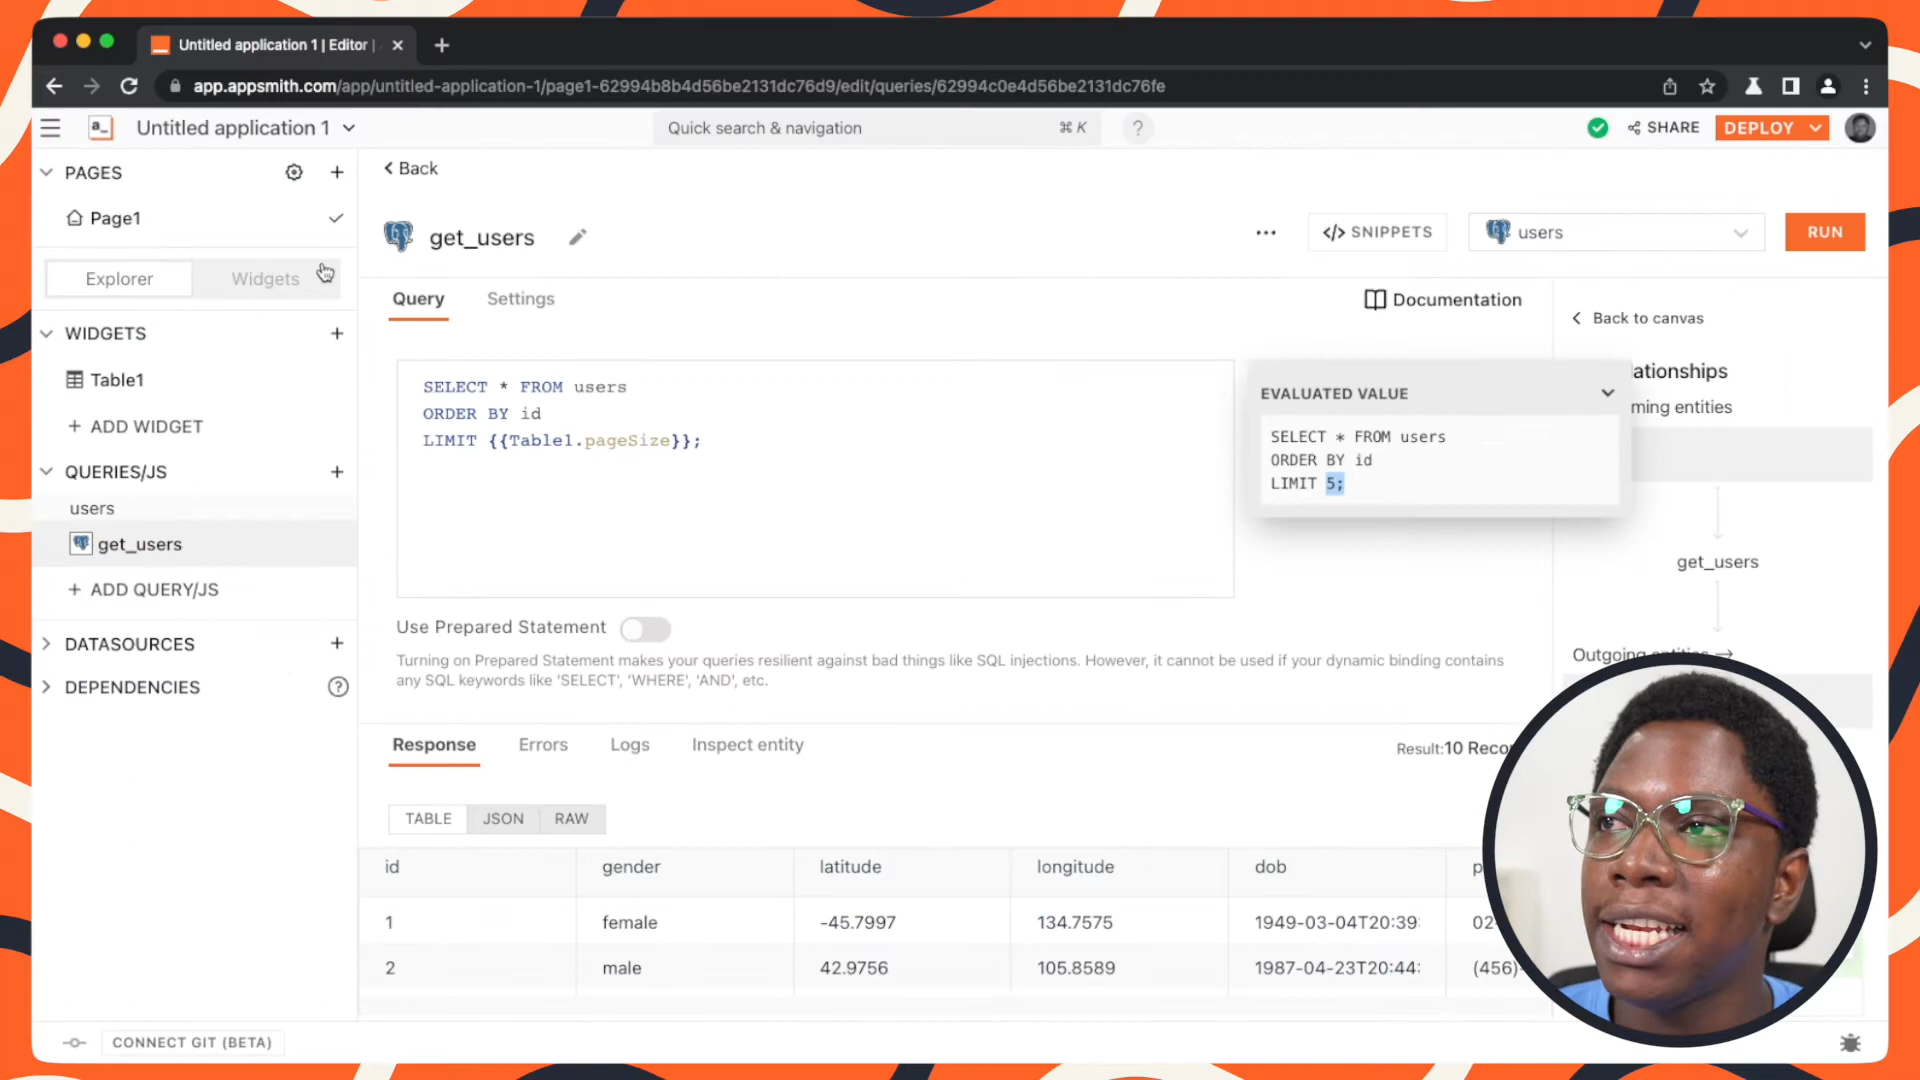 Untitled application 1 | Editor |
app.appsmith.com/app/untitled-application-1/page1-62994b8b4d56be2131dc76d9/edit/queries/62994c0e4d56be2131dc76fe
a_
Untitled application 1
Quick search & navigation
⌘ K
?
SHARE
DEPLOY
PAGES
Page1
Explorer
Widgets
WIDGETS
Table1
+ ADD WIDGET
QUERIES/JS
users
get_users
+ ADD QUERY/JS
DATASOURCES
DEPENDENCIES
?
CONNECT GIT (BETA)
Back
get_users
</> SNIPPETS
users
RUN
Query
Settings
Documentation
SELECT * FROM users
ORDER BY id
LIMIT {{Table1.pageSize}};
EVALUATED VALUE
SELECT * FROM users
ORDER BY id
LIMIT 5;
Back to canvas
ationships
ming entities
get_users
Outgoing entities →
Use Prepared Statement
Turning on Prepared Statement makes your queries resilient against bad things like SQL injections. However, it cannot be used if your dynamic binding contains
any SQL keywords like 'SELECT', 'WHERE', 'AND', etc.
Response
Errors
Logs
Inspect entity
Result:10 Reco
TABLE
JSON
RAW
id gender latitude longitude dob p
1 female -45.7997 134.7575 1949-03-04T20:39: 02-
2 male 42.9756 105.8589 1987-04-23T20:44: (456)-